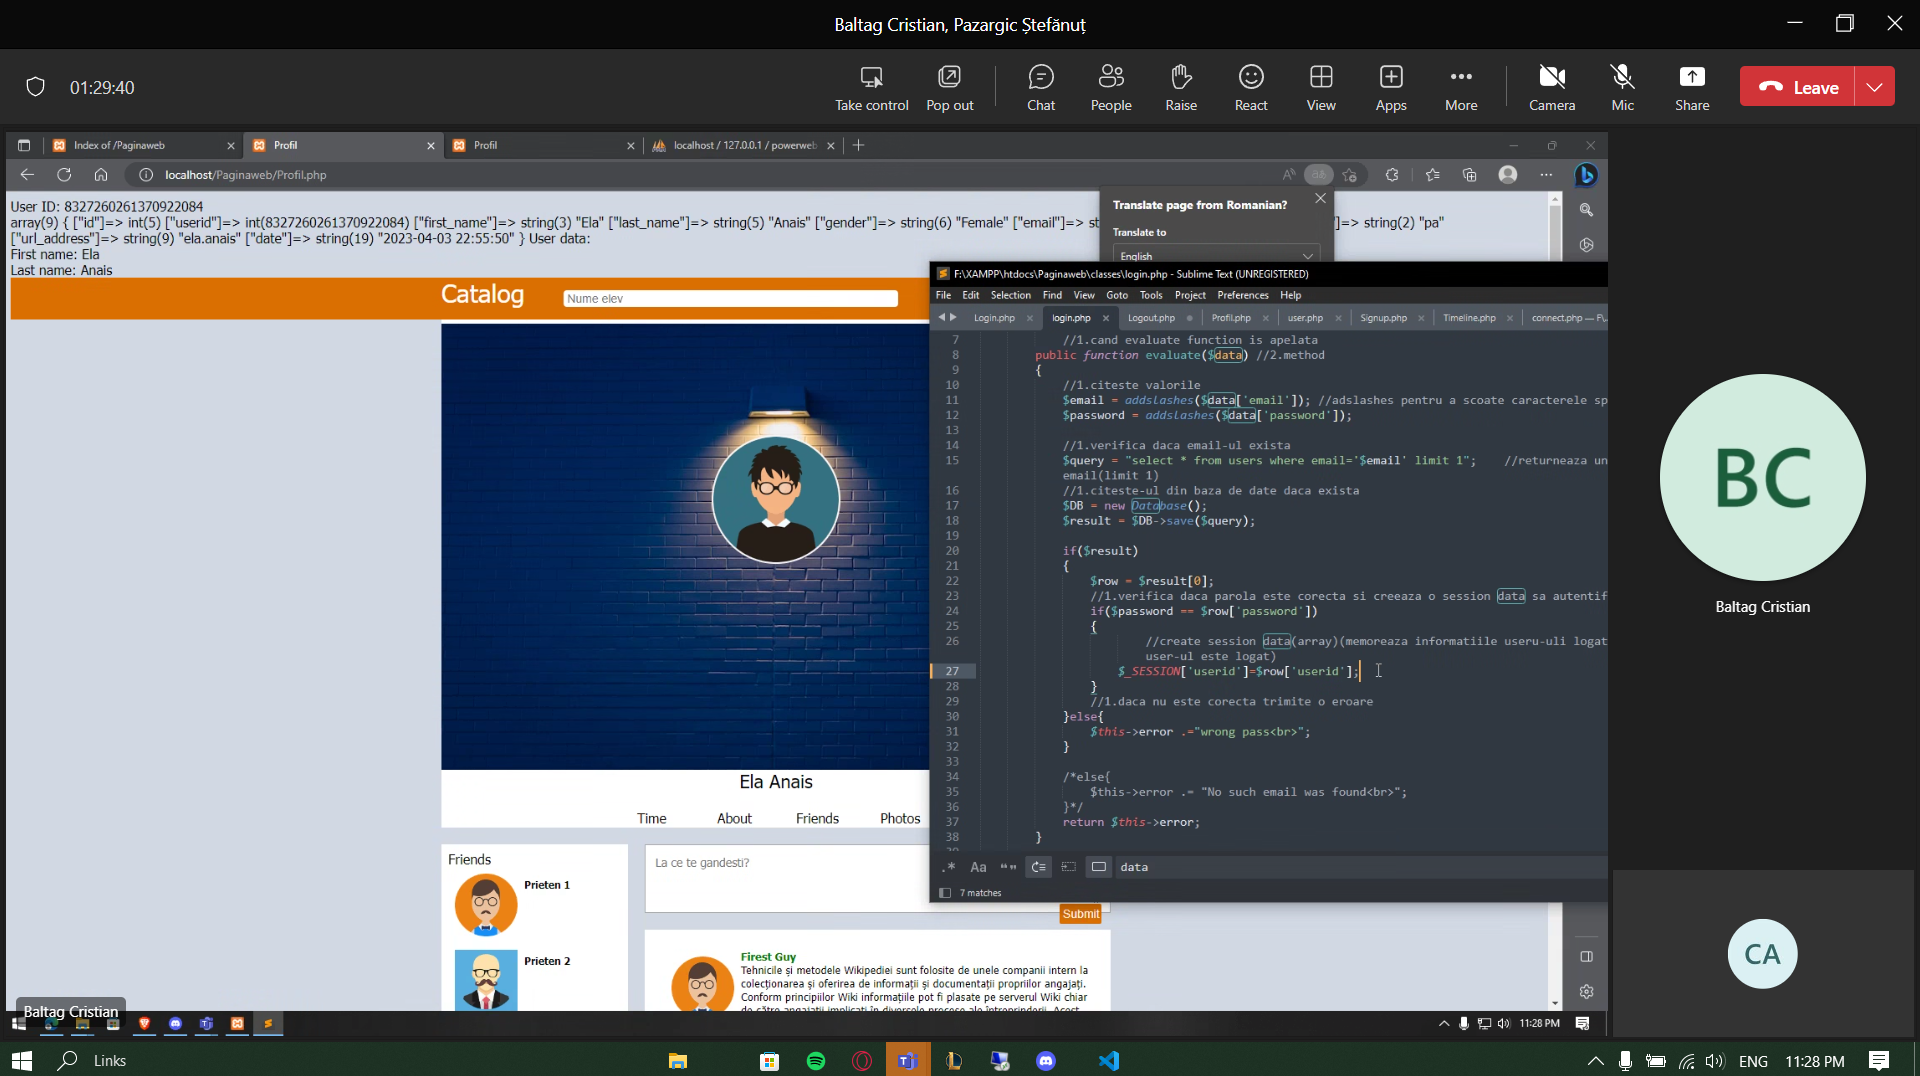 Baltag Cristian, Pazargic Ștefănuț
01:29:40
Take control
Pop out
Chat
People
Raise
React
View
Apps
More
Camera
Mic
Share
Leave
Index of /Paginaweb
Profil
Profil
localhost / 127.0.0.1 / powerweb
localhost/Paginaweb/Profil.php
User ID: 8327260261370922084
array(9) { ["id"]=> int(5) ["userid"]=> int(8327260261370922084) ["first_name"]=> string(3) "Ela" ["last_name"]=> string(5) "Anais" ["gender"]=> string(6) "Female" ["email"]=> st
]=> string(2) "pa"
["url_address"]=> string(9) "ela.anais" ["date"]=> string(19) "2023-04-03 22:55:50" } User data:
First name: Ela
Last name: Anais
Translate page from Romanian?
Translate to
English
Catalog
Nume elev
F:\XAMPP\htdocs\Paginaweb\classes\login.php - Sublime Text (UNREGISTERED)
File Edit Selection Find View Goto Tools Project Preferences Help
Login.php
login.php
Logout.php
Profil.php
user.php
Signup.php
Timeline.php
connect.php — F\..
7 //1.cand evaluate function is apelata
8 public function evaluate($data) //2.method
9 {
10 //1.citeste valorile
11 $email = addslashes($data['email']); //adslashes pentru a scoate caracterele sp
12 $password = addslashes($data['password']);
13
14 //1.verifica daca email-ul exista
15 $query = "select * from users where email='$email' limit 1"; //returneaza un
email(limit 1)
16 //1.citeste-ul din baza de date daca exista
17 $DB = new Database();
18 $result = $DB->save($query);
19
20 if($result)
21 {
22 $row = $result[0];
23 //1.verifica daca parola este corecta si creeaza o session data sa autentif
24 if($password == $row['password'])
25 {
26 //create session data(array)(memoreaza informatiile useru-uli logat
user-ul este logat)
27 $_SESSION['userid']=$row['userid'];
28 }
29 //1.daca nu este corecta trimite o eroare
30 }else{
31 $this->error .="wrong pass<br>";
32 }
33
34 /*else{
35 $this->error .= "No such email was found<br>";
36 }*/
37 return $this->error;
38 }
.* Aa “” data
7 matches
Ela Anais
Time
About
Friends
Photos
Friends
Prieten 1
Prieten 2
La ce te gandesti?
Submit
Firest Guy
Tehnicile și metodele Wikipediei sunt folosite de unele companii intern la
colecționarea și oferirea de informații și documentații propriilor angajați.
Conform principiilor Wiki informațiile pot fi plasate pe serverul Wiki chiar
Baltag Cristian
11:28 PM
BC
Baltag Cristian
CA
Links
ENG
11:28 PM